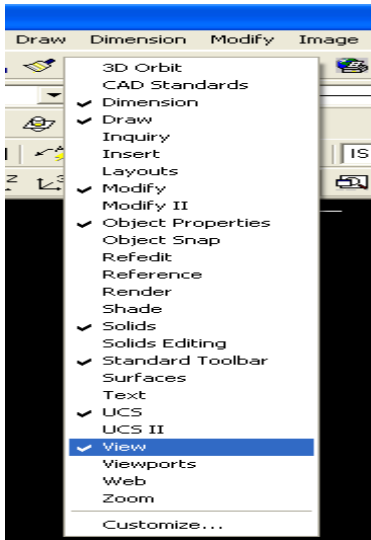 Draw Dimension Modify Image
3D Orbit
CAD Standards
Dimension
Draw
Inquiry
Insert
IS
Layouts
Modify
Modify II
Object Properties
Object Snap
Refedit
Reference
Render
Shade
Solids
Solids Editing
Standard Toolbar
Surfaces
Text
UCS
UCS II
View
Viewports
Web
Zoom
Customize...